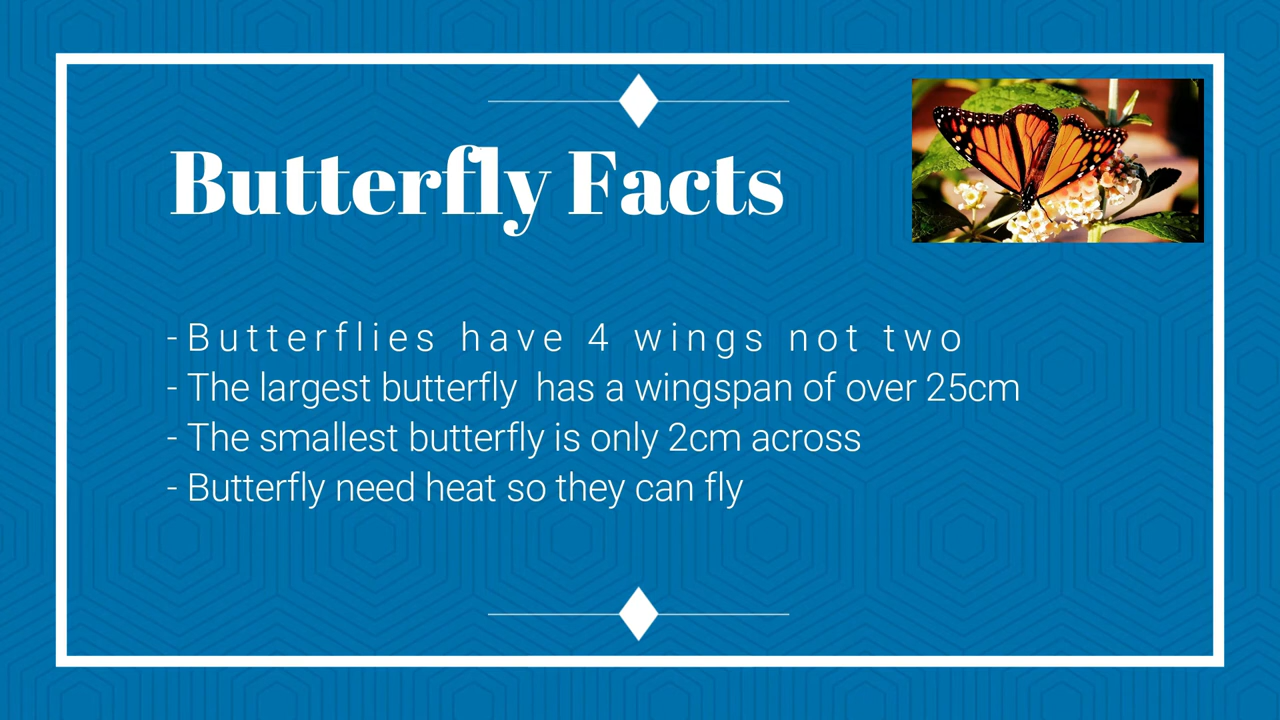 Butterfly Facts
- Butterflies have 4 wings not two
- The largest butterfly  has a wingspan of over 25cm
- The smallest butterfly is only 2cm across
- Butterfly need heat so they can fly